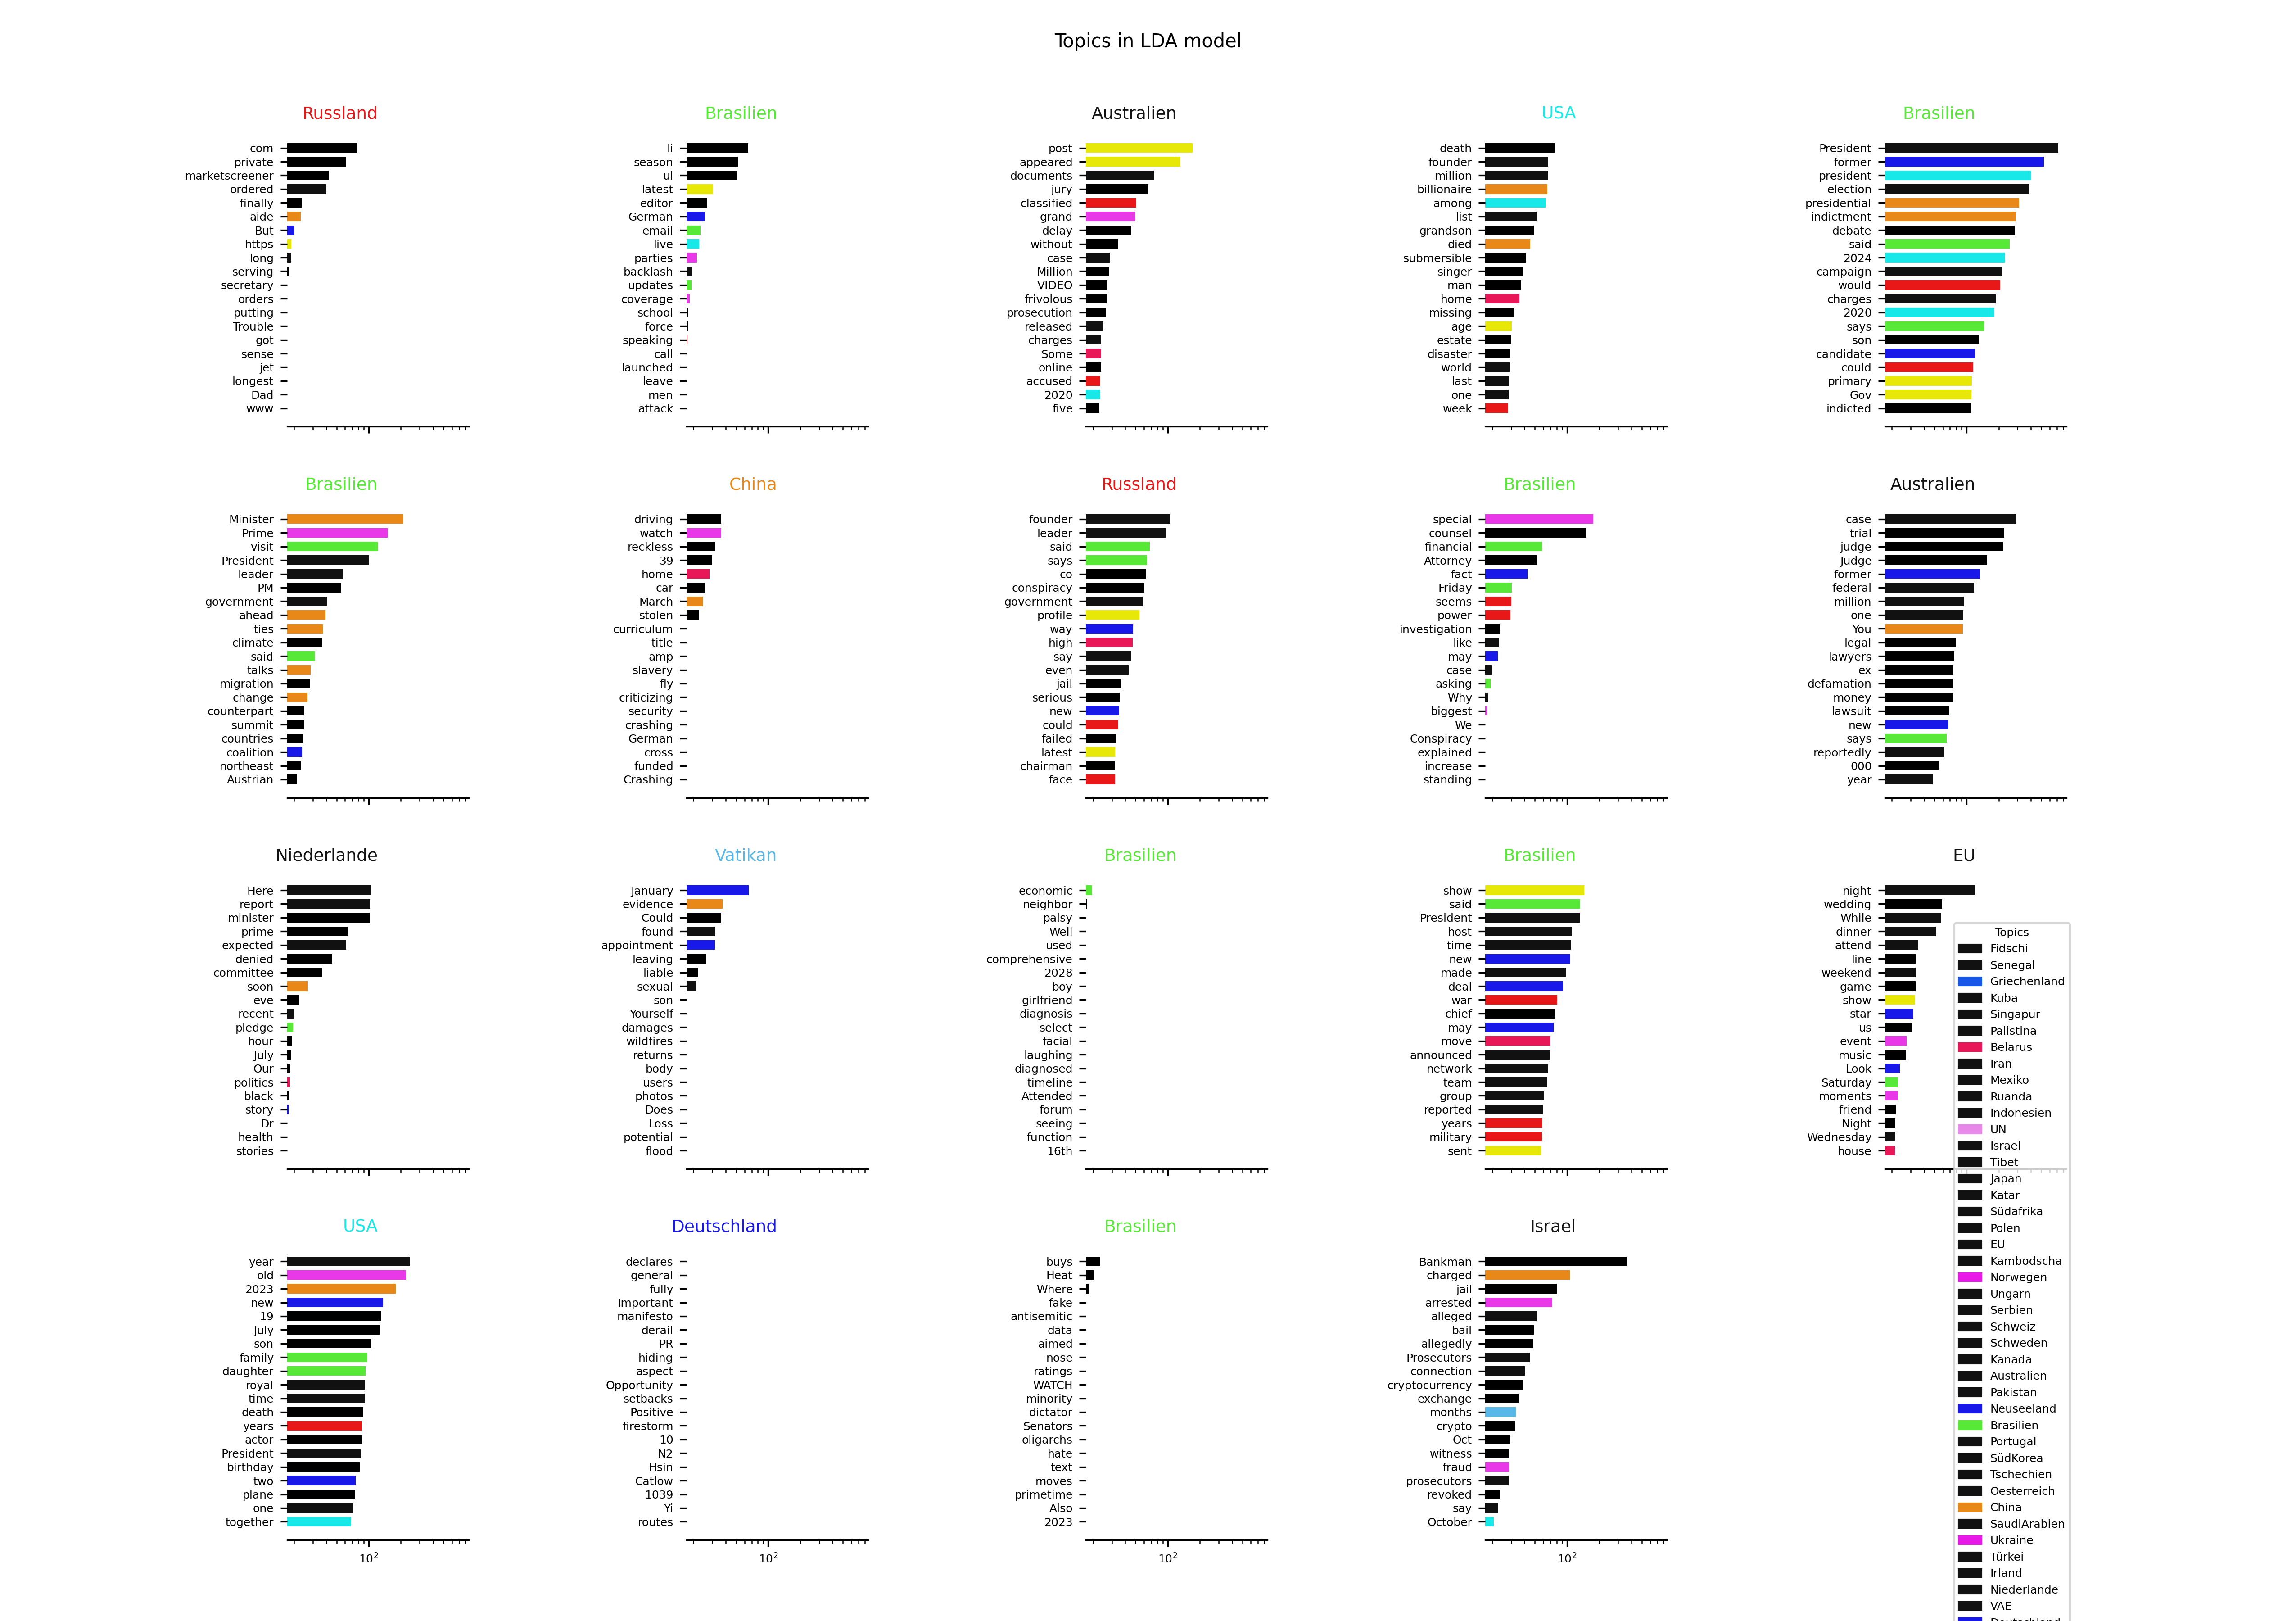 Topics in LDA model
Russland
com
private
marketscreener
ordered
finally
aide
But
https
long
serving
secretary
orders
putting
Trouble
got
sense
jet
longest
Dad
www
Brasilien
li
season
ul
latest
editor
German
email
live
parties
backlash
updates
coverage
school
force
speaking
call
launched
leave
men
attack
Australien
post
appeared
documents
jury
classified
grand
delay
without
case
Million
VIDEO
frivolous
prosecution
released
charges
Some
online
accused
2020
five
USA
death
founder
million
billionaire
among
list
grandson
died
submersible
singer
man
home
missing
age
estate
disaster
world
last
one
week
Brasilien
President
former
president
election
presidential
indictment
debate
said
2024
campaign
would
charges
2020
says
son
candidate
could
primary
Gov
indicted
Brasilien
Minister
Prime
visit
President
leader
PM
government
ahead
ties
climate
said
talks
migration
change
counterpart
summit
countries
coalition
northeast
Austrian
China
driving
watch
reckless
39
home
car
March
stolen
curriculum
title
amp
slavery
fly
criticizing
security
crashing
German
cross
funded
Crashing
Russland
founder
leader
said
says
co
conspiracy
government
profile
way
high
say
even
jail
serious
new
could
failed
latest
chairman
face
Brasilien
special
counsel
financial
Attorney
fact
Friday
seems
power
investigation
like
may
case
asking
Why
biggest
We
Conspiracy
explained
increase
standing
Australien
case
trial
judge
Judge
former
federal
million
one
You
legal
lawyers
ex
defamation
money
lawsuit
new
says
reportedly
000
year
Niederlande
Here
report
minister
prime
expected
denied
committee
soon
eve
recent
pledge
hour
July
Our
politics
black
story
Dr
health
stories
Vatikan
January
evidence
Could
found
appointment
leaving
liable
sexual
son
Yourself
damages
wildfires
returns
body
users
photos
Does
Loss
potential
flood
Brasilien
economic
neighbor
palsy
Well
used
comprehensive
2028
boy
girlfriend
diagnosis
select
facial
laughing
diagnosed
timeline
Attended
forum
seeing
function
16th
Brasilien
show
said
President
host
time
new
made
deal
war
chief
may
move
announced
network
team
group
reported
years
military
sent
EU
night
wedding
While
dinner
attend
line
weekend
game
show
star
us
event
music
Look
Saturday
moments
friend
Night
Wednesday
house
USA
year
old
2023
new
19
July
son
family
daughter
royal
time
death
years
actor
President
birthday
two
plane
one
together
10²
Deutschland
declares
general
fully
Important
manifesto
derail
PR
hiding
aspect
Opportunity
setbacks
Positive
firestorm
10
N2
Hsin
Catlow
1039
Yi
routes
10²
Brasilien
buys
Heat
Where
fake
antisemitic
data
aimed
nose
ratings
WATCH
minority
dictator
Senators
oligarchs
hate
text
moves
primetime
Also
2023
10²
Israel
Bankman
charged
jail
arrested
alleged
bail
allegedly
Prosecutors
connection
cryptocurrency
exchange
months
crypto
Oct
witness
fraud
prosecutors
revoked
say
October
10²
Topics
Fidschi
Senegal
Griechenland
Kuba
Singapur
Palistina
Belarus
Iran
Mexiko
Ruanda
Indonesien
UN
Israel
Tibet
Japan
Katar
Südafrika
Polen
EU
Kambodscha
Norwegen
Ungarn
Serbien
Schweiz
Schweden
Kanada
Australien
Pakistan
Neuseeland
Brasilien
Portugal
SüdKorea
Tschechien
Oesterreich
China
SaudiArabien
Ukraine
Türkei
Irland
Niederlande
VAE